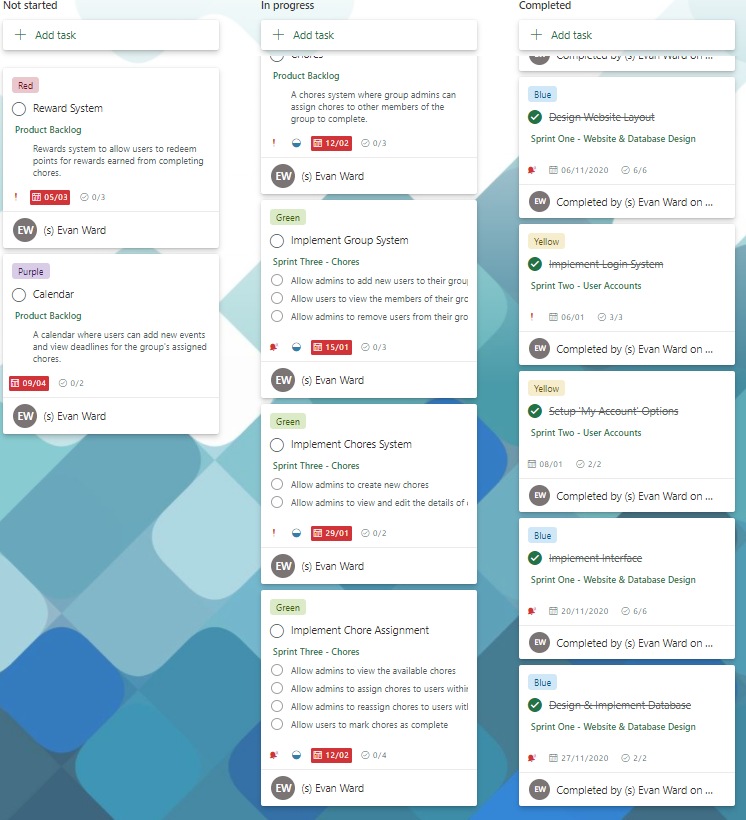 Not started
+ Add task
Red
Reward System
Product Backlog
Rewards system to allow users to redeem
points for rewards earned from completing
chores.
! 05/03 0/3
EW (s) Evan Ward
Purple
Calendar
Product Backlog
A calendar where users can add new events
and view deadlines for the group's assigned
chores.
09/04 0/2
EW (s) Evan Ward
In progress
+ Add task
Chores
Product Backlog
A chores system where group admins can
assign chores to other members of the
group to complete.
! 12/02 0/3
EW (s) Evan Ward
Green
Implement Group System
Sprint Three - Chores
Allow admins to add new users to their group
Allow users to view the members of their gro
Allow admins to remove users from their gro
15/01 0/3
EW (s) Evan Ward
Green
Implement Chores System
Sprint Three - Chores
Allow admins to create new chores
Allow admins to view and edit the details of
! 29/01 0/2
EW (s) Evan Ward
Green
Implement Chore Assignment
Sprint Three - Chores
Allow admins to view the available chores
Allow admins to assign chores to users within
Allow admins to reassign chores to users wit
Allow users to mark chores as complete
12/02 0/4
EW (s) Evan Ward
Completed
+ Add task
EW Completed by (s) Evan Ward on ...
Blue
Design Website Layout
Sprint One - Website & Database Design
06/11/2020 6/6
EW Completed by (s) Evan Ward on ...
Yellow
Implement Login System
Sprint Two - User Accounts
! 06/01 3/3
EW Completed by (s) Evan Ward on ...
Yellow
Setup 'My Account' Options
Sprint Two - User Accounts
08/01 2/2
EW Completed by (s) Evan Ward on ...
Blue
Implement Interface
Sprint One - Website & Database Design
20/11/2020 6/6
EW Completed by (s) Evan Ward on ...
Blue
Design & Implement Database
Sprint One - Website & Database Design
27/11/2020 2/2
EW Completed by (s) Evan Ward on ...